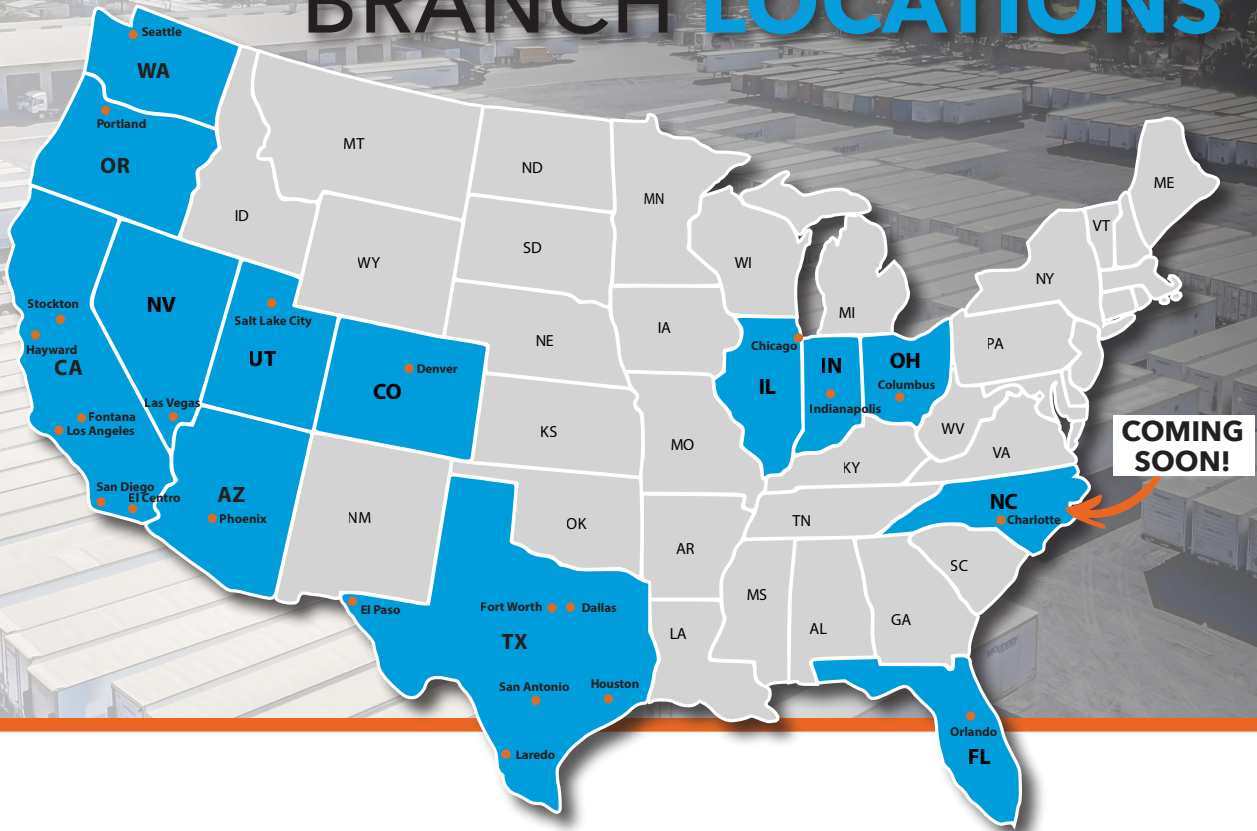 BRANCH LOCATIONS
Seattle
WA
Portland
OR
MT
ND
MN
ID
SD
WI
WY
MI
ME
VT
NY
Stockton
NV
Salt Lake City
Hayward
CA
UT
NE
IA
Chicago
PA
IN
OH
CO
Denver
IL
Columbus
Indianapolis
Las Vegas
Fontana
Los Angeles
KS
MO
WV
VA
KY
COMING
SOON!
San Diego
El Centro
AZ
Phoenix
NM
OK
TN
NC
Charlotte
AR
SC
El Paso
Fort Worth
Dallas
TX
MS
AL
GA
LA
San Antonio
Houston
Laredo
Orlando
FL